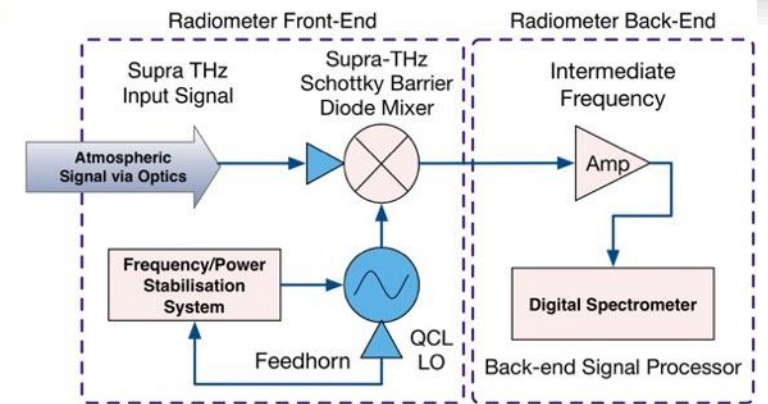 Radiometer Front-End
Radiometer Back-End
Supra THz
Input Signal
Supra-THz
Schottky Barrier
Diode Mixer
Intermediate
Frequency
Atmospheric
Signal via Optics
Amp
Frequency/Power
Stabilisation
System
Digital Spectrometer
Feedhorn
QCL
LO
Back-end Signal Processor